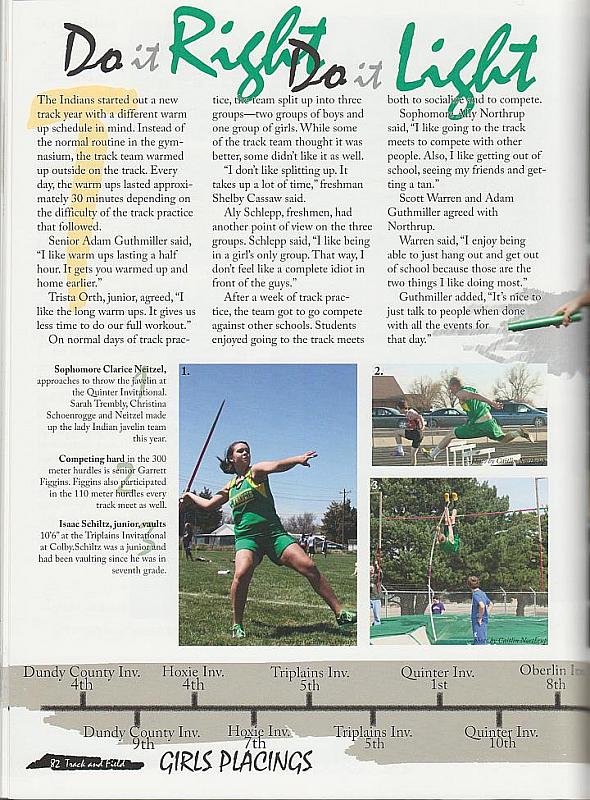 Do it Right Do it Light
The Indians started out a new
track year with a different warm
up schedule in mind. Instead of
the normal routine in the gym-
nasium, the track team warmed
up outside on the track. Every
day, the warm ups lasted approxi-
mately 30 minutes depending on
the difficulty of the track practice
that followed.
Senior Adam Guthmiller said,
"I like warm ups lasting a half
hour. It gets you warmed up and
home earlier."
Trista Orth, junior, agreed, "I
like the long warm ups. It gives us
less time to do our full workout."
On normal days of track prac-
tice, the team split up into three
groups—two groups of boys and
one group of girls. While some
of the track team thought it was
better, some didn't like it as well.
"I don't like splitting up. It
takes up a lot of time," freshman
Shelby Cassaw said.
Aly Schlepp, freshmen, had
another point of view on the three
groups. Schlepp said, "I like being
in a girl's only group. That way, I
don't feel like a complete idiot in
front of the guys."
After a week of track prac-
tice, the team got to go compete
against other schools. Students
enjoyed going to the track meets
both to socialise and to compete.
Sophomore Ally Northrup
said, "I like going to the track
meets to compete with other
people. Also, I like getting out of
school, seeing my friends and get-
ting a tan."
Scott Warren and Adam
Guthmiller agreed with
Northrup.
Warren said, "I enjoy being
able to just hang out and get out
of school because those are the
two things I like doing most."
Guthmiller added, "It's nice to
just talk to people when done
with all the events for
that day."
Sophomore Clarice Neitzel,
approaches to throw the javelin at
the Quinter Invitational.
Sarah Trembly, Christina
Schoenrogge and Neitzel made
up the lady Indian javelin team
this year.
Competing hard in the 300
meter hurdles is senior Garrett
Figgins. Figgins also participated
in the 110 meter hurdles every
track meet as well.
Isaac Schiltz, junior, vaults
10'6" at the Triplains Invitational
at Colby.Schiltz was a junior and
had been vaulting since he was in
seventh grade.
1.
2.
3.
photo by Caitlin Northrup
Dundy County Inv. Hoxie Inv. Triplains Inv. Quinter Inv. Oberlin
4th 4th 5th 1st 8th
Dundy County Inv. Hoxie Inv. Triplains Inv. Quinter Inv.
9th 7th 5th 10th
82 Track and Field
GIRLS PLACINGS